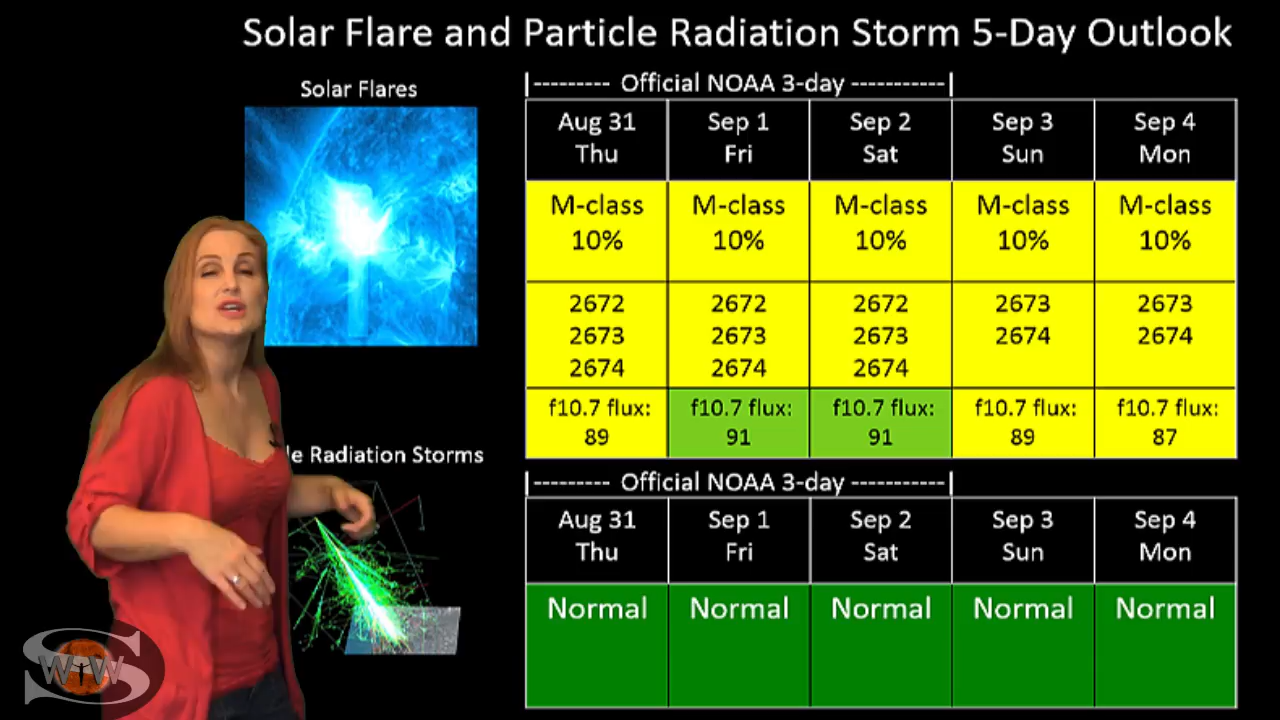 Solar Flare and Particle Radiation Storm 5-Day Outlook
Solar Flares
|--------- Official NOAA 3-day -----------|
Aug 31 Sep 1 Sep 2 Sep 3 Sep 4
Thu Fri Sat Sun Mon
M-class M-class M-class M-class M-class
10% 10% 10% 10% 10%
2672 2672 2672 2673 2673
2673 2673 2673 2674 2674
2674 2674 2674
f10.7 flux: f10.7 flux: f10.7 flux: f10.7 flux: f10.7 flux:
89 91 91 89 87
le Radiation Storms
|--------- Official NOAA 3-day -----------|
Aug 31 Sep 1 Sep 2 Sep 3 Sep 4
Thu Fri Sat Sun Mon
Normal Normal Normal Normal Normal
S
WW